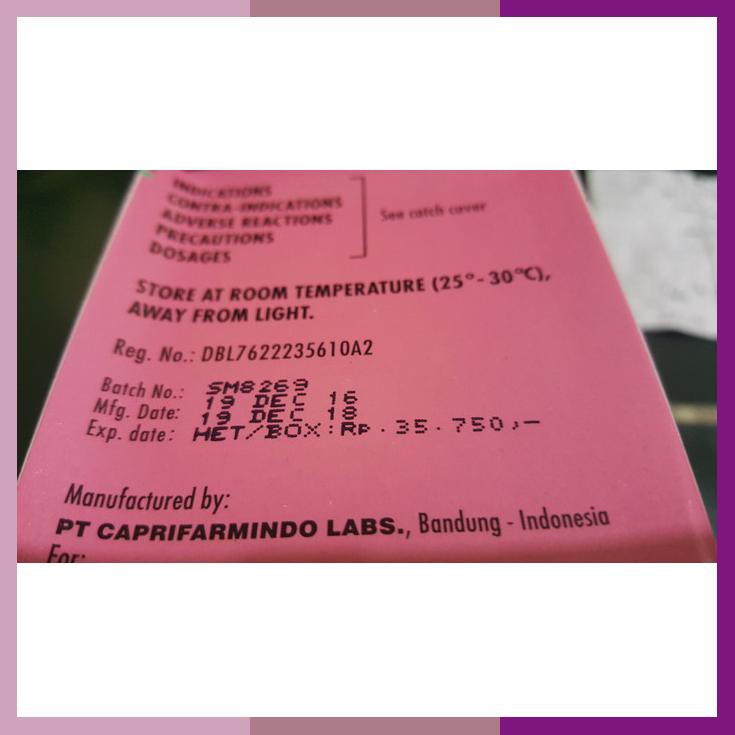 INDICATIONS
CONTRA-INDICATIONS
ADVERSE REACTIONS
PRECAUTIONS
DOSAGES
See catch cover
STORE AT ROOM TEMPERATURE (25°-30°C),
AWAY FROM LIGHT.
Reg. No.: DBL7622235610A2
Batch No.: SM8269
Mfg. Date: 19 DEC 16
Exp. date: 19 DEC 18
HET/BOX:Rp.35.750,-
Manufactured by:
PT CAPRIFARMINDO LABS., Bandung - Indonesia
For: